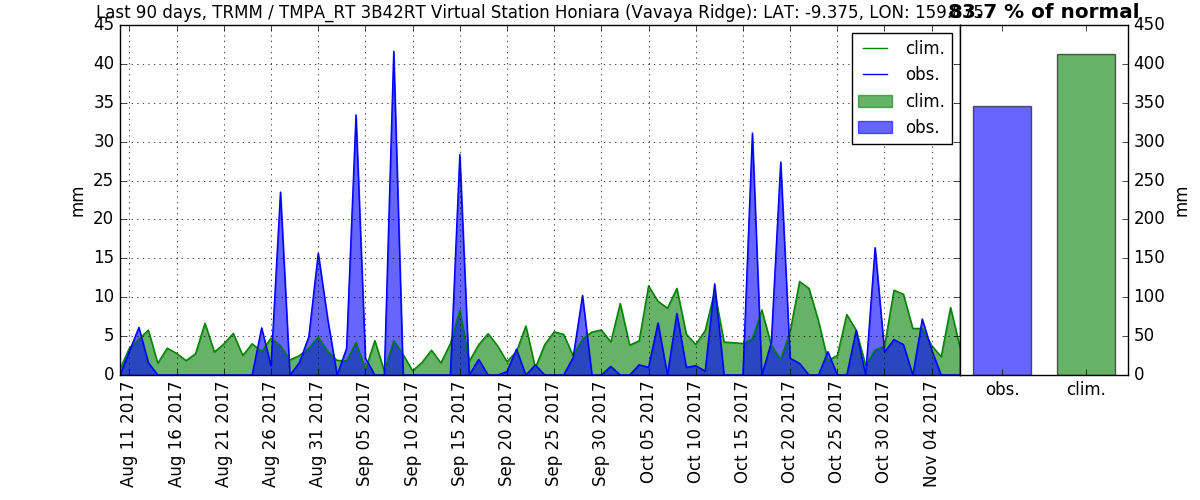 Last 90 days, TRMM / TMPA_RT 3B42RT Virtual Station Honiara (Vavaya Ridge): LAT: -9.375, LON:
83.7 % of normal
45
40
35
30
25
20
15
10
5
0
mm
clim.
obs.
clim.
obs.
Aug 11 2017
Aug 16 2017
Aug 21 2017
Aug 26 2017
Aug 31 2017
Sep 05 2017
Sep 10 2017
Sep 15 2017
Sep 20 2017
Sep 25 2017
Sep 30 2017
Oct 05 2017
Oct 10 2017
Oct 15 2017
Oct 20 2017
Oct 25 2017
Oct 30 2017
Nov 04 2017
450
400
350
300
250
200
150
100
50
0
mm
obs.
clim.